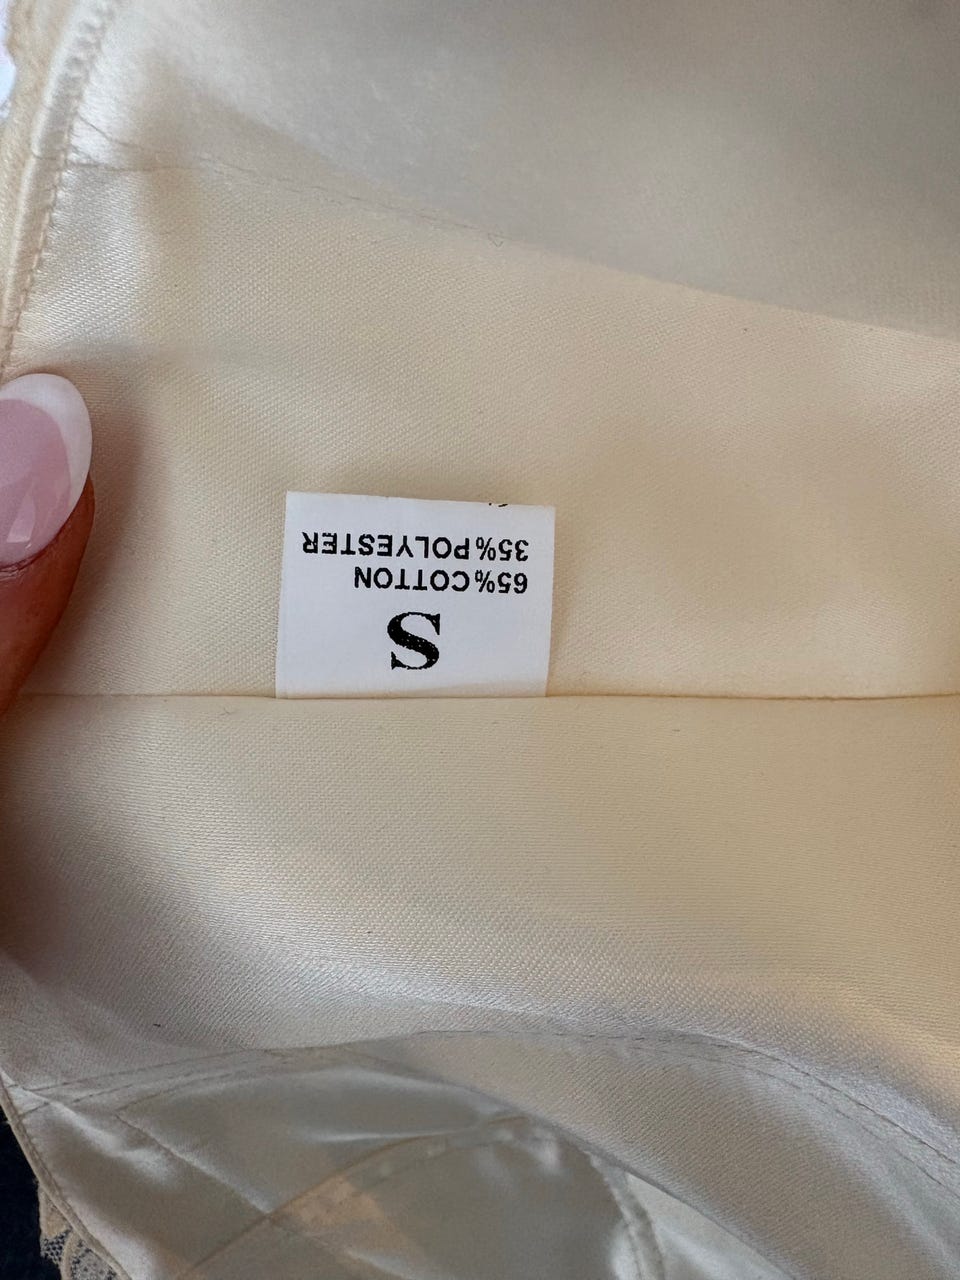 S
65% COTTON
35% POLYESTER